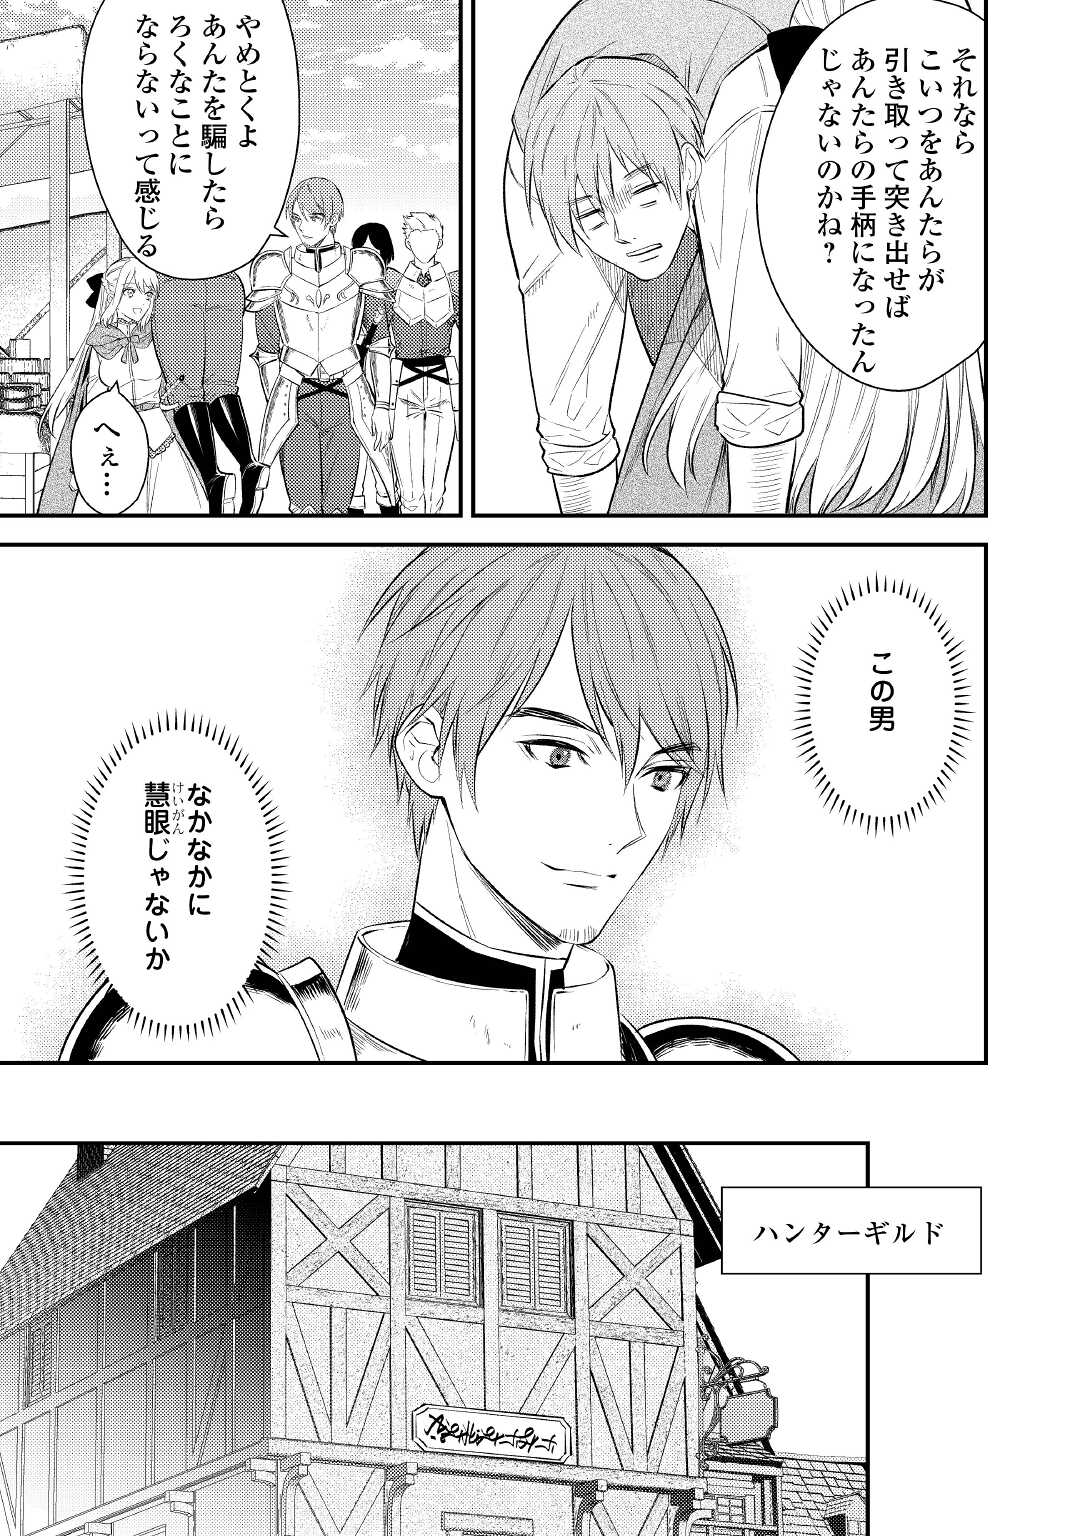 それなら
こいつをあんたらが
引き取って突き出せば
あんたらの手柄になったん
じゃないのかね？
やめとくよ
あんたを騙したら
ろくなことに
ならないって感じる
へぇ…
この男
なかなかに
慧眼じゃないか
けいがん
ハンターギルド